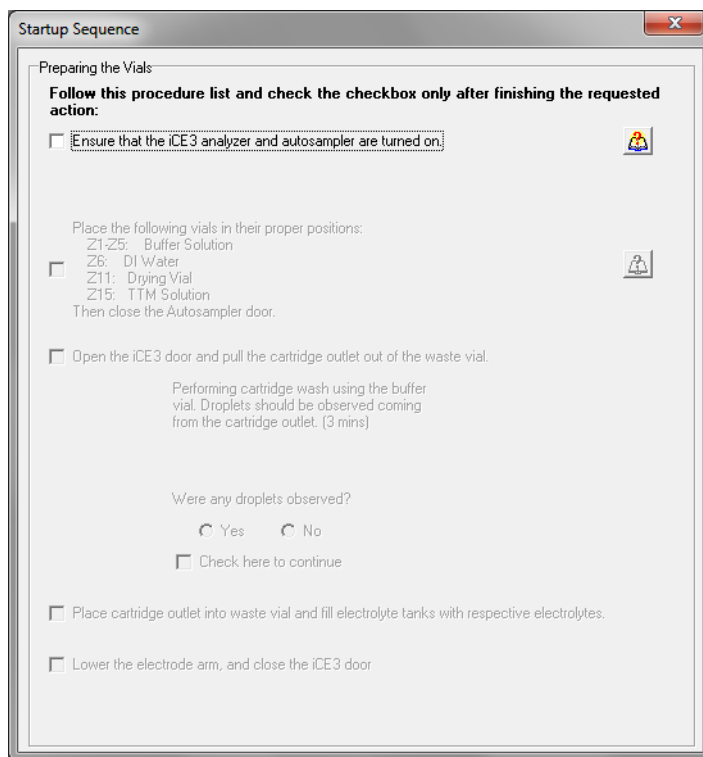 Startup Sequence
Preparing the Vials
Follow this procedure list and check the checkbox only after finishing the requested
action:
Ensure that the iCE3 analyzer and autosampler are turned on.
Place the following vials in their proper positions:
Z1-Z5: Buffer Solution
Z6: DI Water
Z11: Drying Vial
Z15: TTM Solution
Then close the Autosampler door.
Open the iCE3 door and pull the cartridge outlet out of the waste vial.
Performing cartridge wash using the buffer
vial. Droplets should be observed coming
from the cartridge outlet. (3 mins)
Were any droplets observed?
Yes No
Check here to continue
Place cartridge outlet into waste vial and fill electrolyte tanks with respective electrolytes.
Lower the electrode arm, and close the iCE3 door